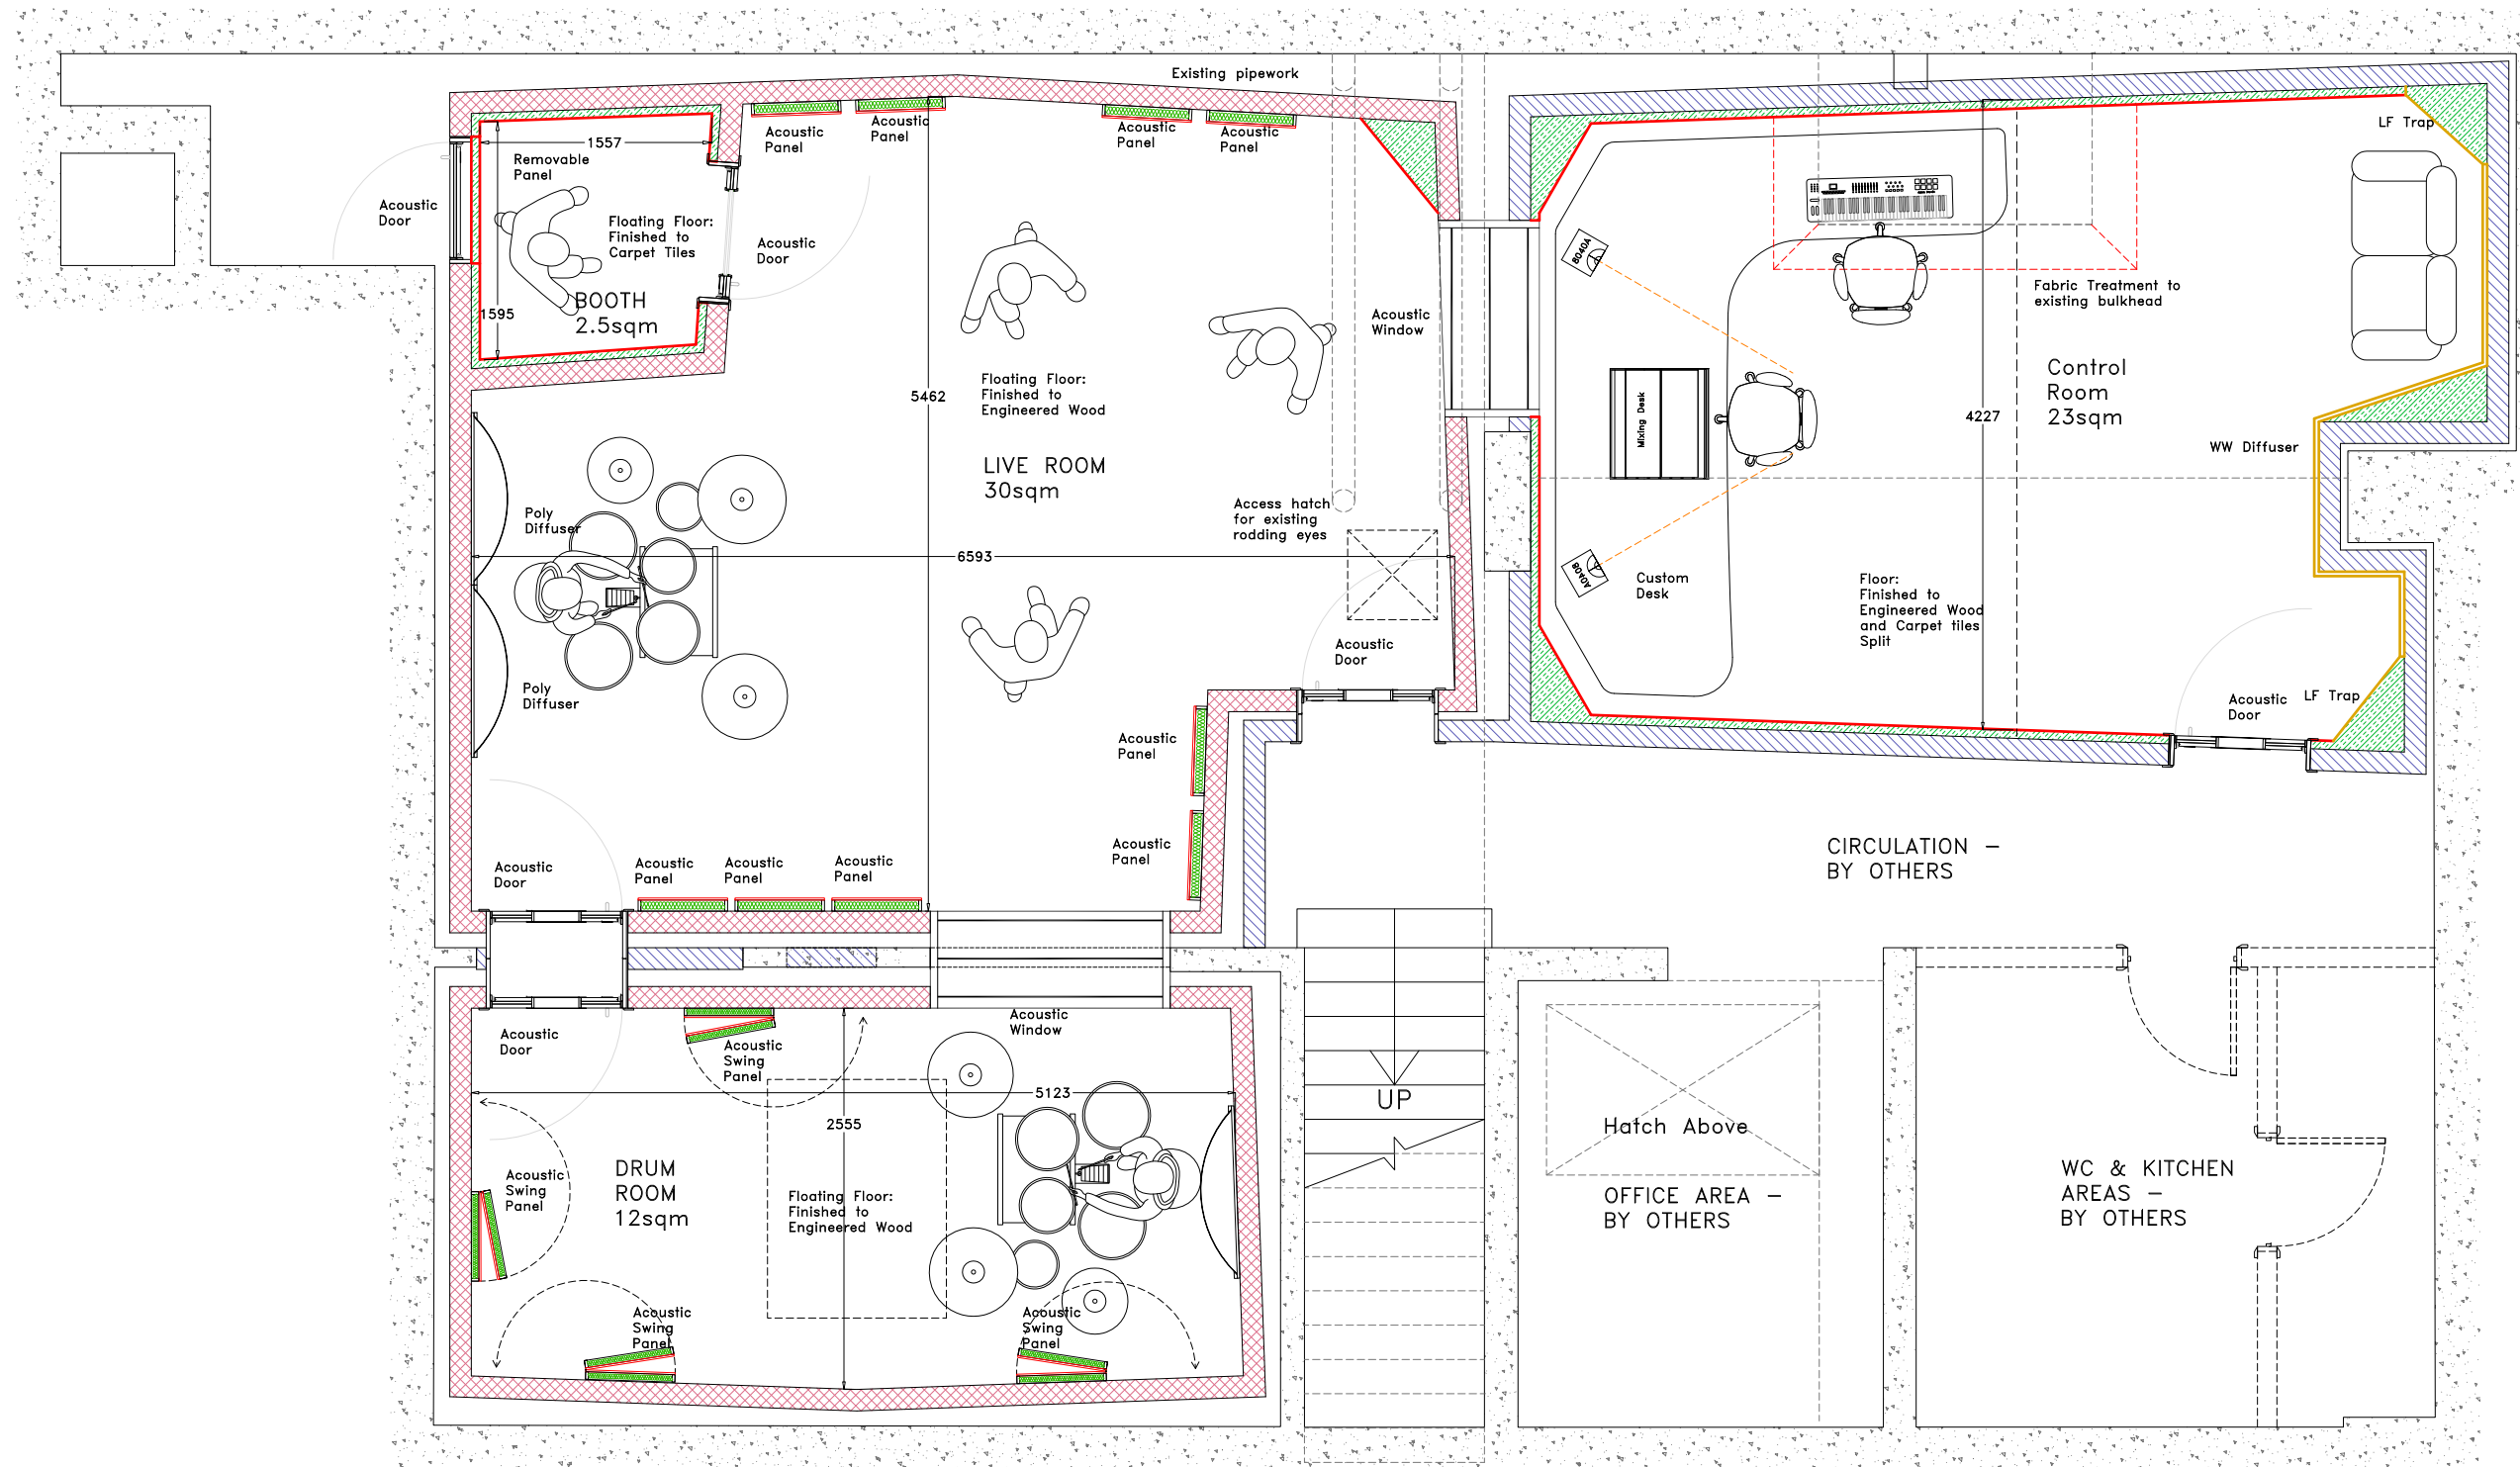 Existing pipework
Acoustic
Panel
Acoustic
Panel
Acoustic
Panel
Acoustic
Panel
LF Trap
1557
Removable
Panel
Acoustic
Door
Floating Floor:
Finished to
Carpet Tiles
Acoustic
Door
8040A
Fabric Treatment to
existing bulkhead
BOOTH
2.5sqm
1595
Acoustic
Window
Control
Room
23sqm
Floating Floor:
Finished to
Engineered Wood
5462
4227
Mixing Desk
WW Diffuser
LIVE ROOM
30sqm
Access hatch
for existing
rodding eyes
Poly
Diffuser
6593
8040A
Custom
Desk
Floor:
Finished to
Engineered Wood
and Carpet tiles
Split
Acoustic
Door
Poly
Diffuser
LF Trap
Acoustic
Door
Acoustic
Panel
Acoustic
Panel
CIRCULATION –
BY OTHERS
Acoustic
Door
Acoustic
Panel
Acoustic
Panel
Acoustic
Panel
Acoustic
Door
Acoustic
Window
Acoustic
Swing
Panel
5123
UP
2555
Hatch Above
DRUM
ROOM
12sqm
Acoustic
Swing
Panel
Floating Floor:
Finished to
Engineered Wood
OFFICE AREA –
BY OTHERS
WC & KITCHEN
AREAS –
BY OTHERS
Acoustic
Swing
Panel
Acoustic
Swing
Panel